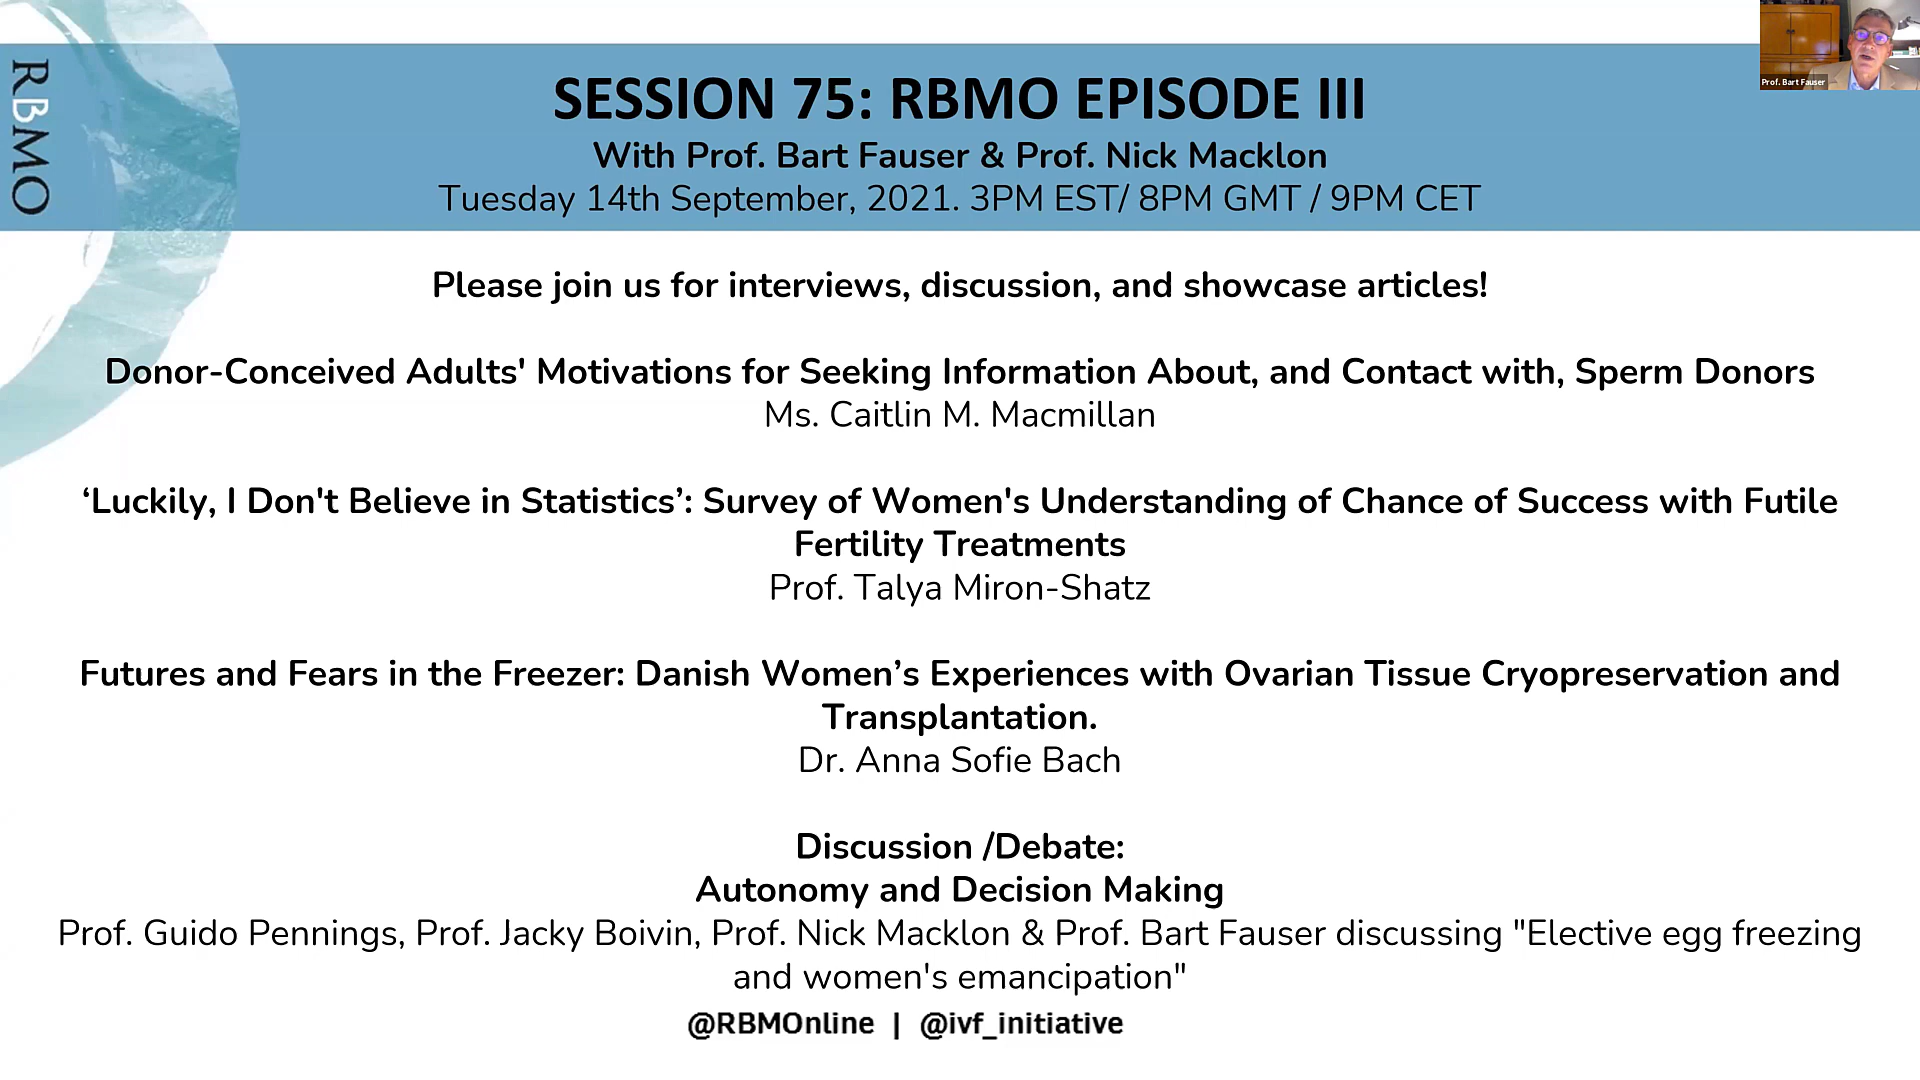 RBMO
SESSION 75: RBMO EPISODE III
With Prof. Bart Fauser & Prof. Nick Macklon
Tuesday 14th September, 2021. 3PM EST/ 8PM GMT / 9PM CET
Prof. Bart Fauser
Please join us for interviews, discussion, and showcase articles!
Donor-Conceived Adults' Motivations for Seeking Information About, and Contact with, Sperm Donors
Ms. Caitlin M. Macmillan
‘Luckily, I Don't Believe in Statistics’: Survey of Women's Understanding of Chance of Success with Futile
Fertility Treatments
Prof. Talya Miron-Shatz
Futures and Fears in the Freezer: Danish Women’s Experiences with Ovarian Tissue Cryopreservation and
Transplantation.
Dr. Anna Sofie Bach
Discussion /Debate:
Autonomy and Decision Making
Prof. Guido Pennings, Prof. Jacky Boivin, Prof. Nick Macklon & Prof. Bart Fauser discussing "Elective egg freezing
and women's emancipation"
@RBMOnline | @ivf_initiative